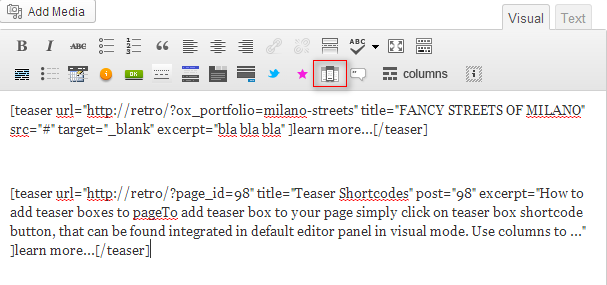 Add Media
Visual Text
B I ABC ABC
OK columns i
[teaser url="http://retro/?ox_portfolio=milano-streets" title="FANCY STREETS OF MILANO"
src="#" target="_blank" excerpt="bla bla bla" ]learn more...[/teaser]
[teaser url="http://retro/?page_id=98" title="Teaser Shortcodes" post="98" excerpt="How to
add teaser boxes to pageTo add teaser box to your page simply click on teaser box shortcode
button, that can be found integrated in default editor panel in visual mode. Use columns to ..."
]learn more...[/teaser]